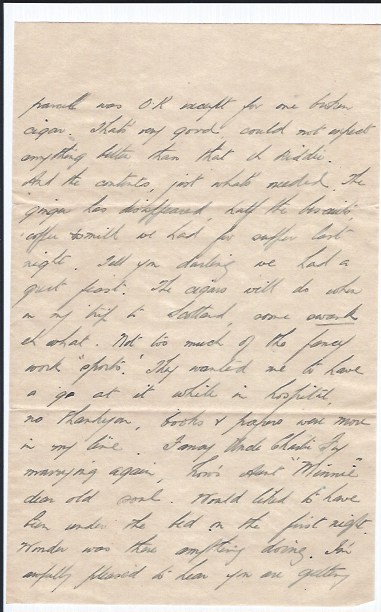 parcel was OK except for one broken
cigar. Thats very good. could not expect
anything better than that eh Kiddie.
And the contents, just whats needed. The
ginger has disappeared, half the biscuits,
coffee & milk we had for supper last
night. Tell you darling we had a
great feast. The cigars will do when
on my trip to Scotland, some swank
eh what. Not too much of the fancy
work "sports." They wanted me to have
a go at it while in hospital,
no thankyou, books & papers were more
in my line. Fancy Uncle Charlie Fry
marrying again, how's Aunt "Minnie"
dear old soul. Would liked to have
been under the bed on the first night.
Wonder was there anything doing. I'm
awfully pleased to hear you are getting